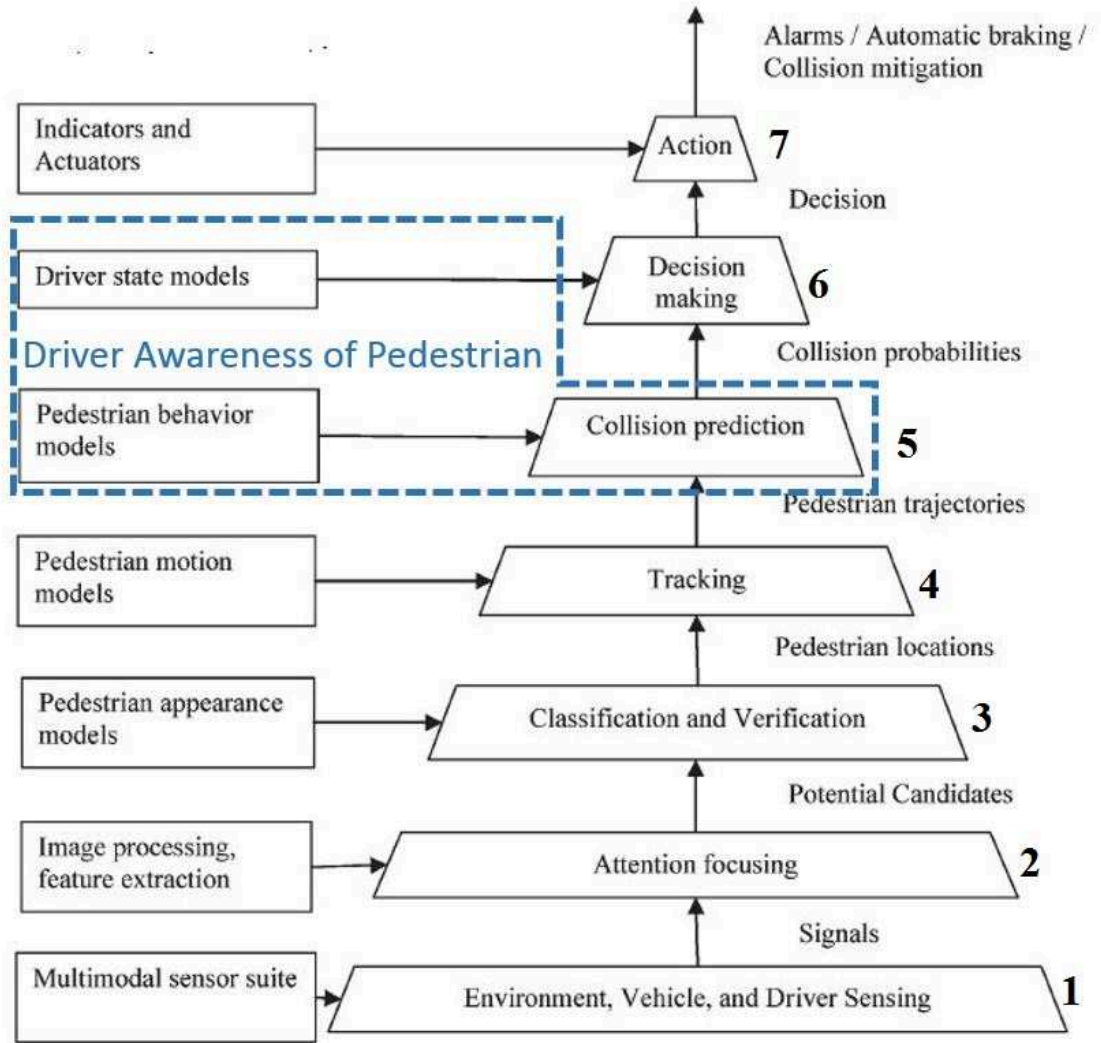 Alarms / Automatic braking /
Collision mitigation
Indicators and
Actuators
Action
7
Decision
Driver state models
Decision
making
6
Driver Awareness of Pedestrian
Collision probabilities
Pedestrian behavior
models
Collision prediction
5
Pedestrian trajectories
Pedestrian motion
models
Tracking
4
Pedestrian locations
Pedestrian appearance
models
Classification and Verification
3
Potential Candidates
Image processing,
feature extraction
Attention focusing
2
Signals
Multimodal sensor suite
Environment, Vehicle, and Driver Sensing
1